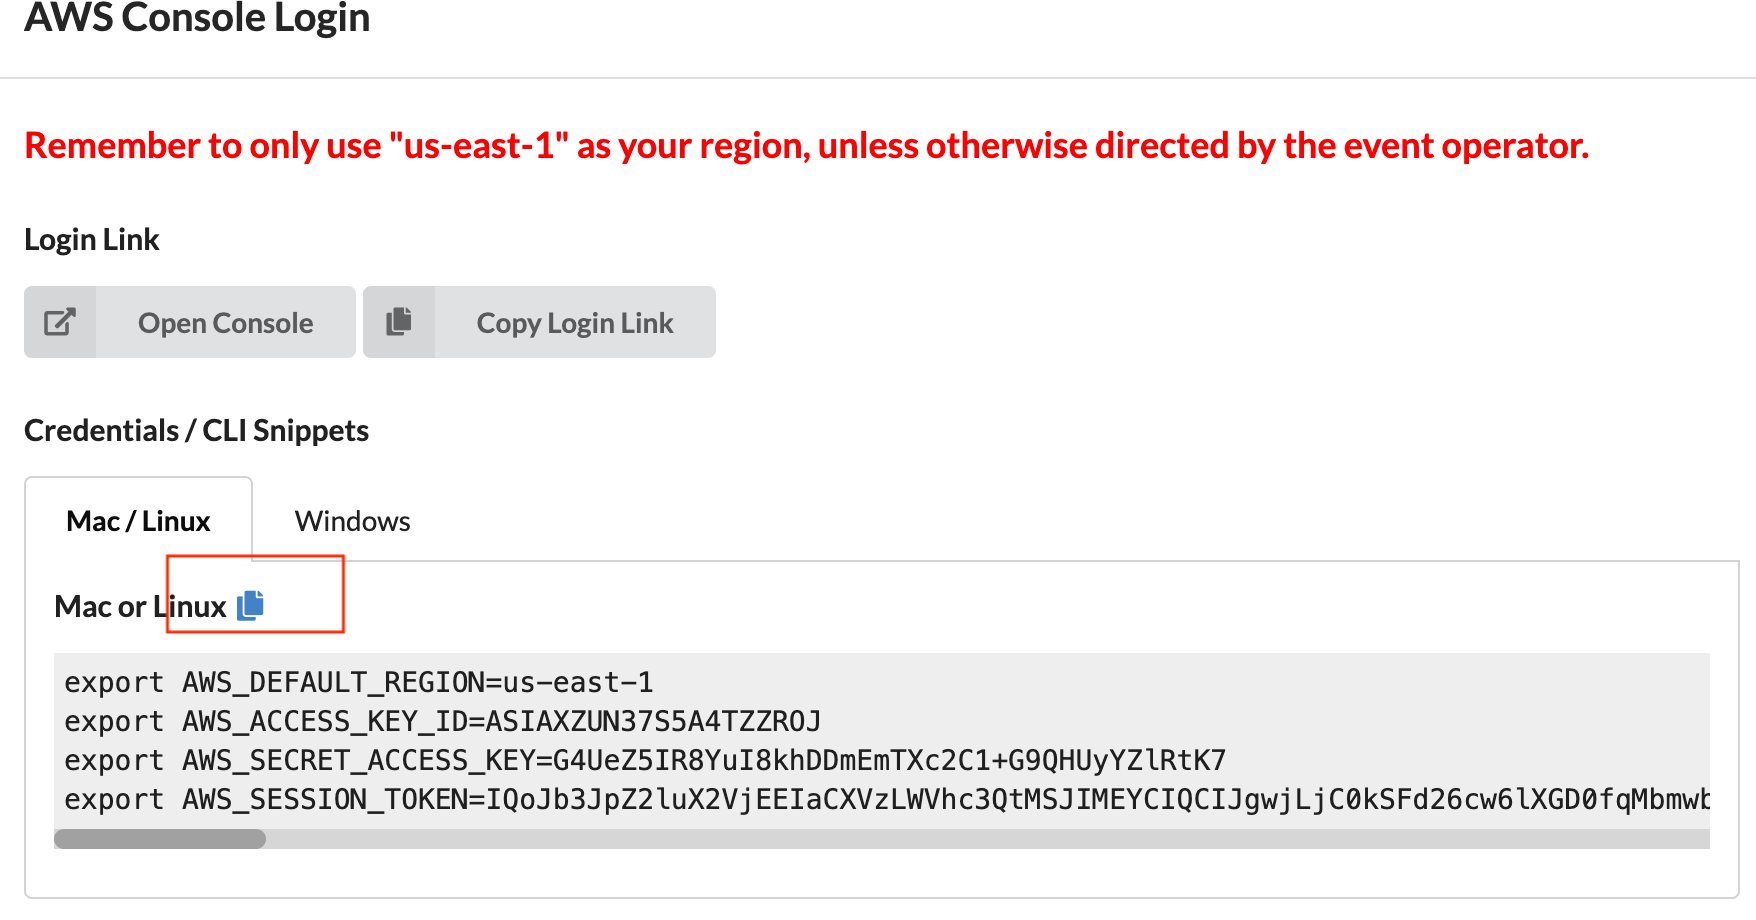 AWS Console Login
Remember to only use "us-east-1" as your region, unless otherwise directed by the event operator.
Login Link
Open Console
Copy Login Link
Credentials / CLI Snippets
Mac / Linux
Windows
Mac or Linux
export AWS_DEFAULT_REGION=us-east-1
export AWS_ACCESS_KEY_ID=ASIAXZUN37S5A4TZZROJ
export AWS_SECRET_ACCESS_KEY=G4UeZ5IR8YuI8khDDmEmTXc2C1+G9QHUyYZlRtK7
export AWS_SESSION_TOKEN=IQoJb3JpZ2luX2VjEEIaCXVzLWVhc3QtMSJIMEYCIQCIJgwjLjC0kSFd26cw6lXGD0fqMbmwb